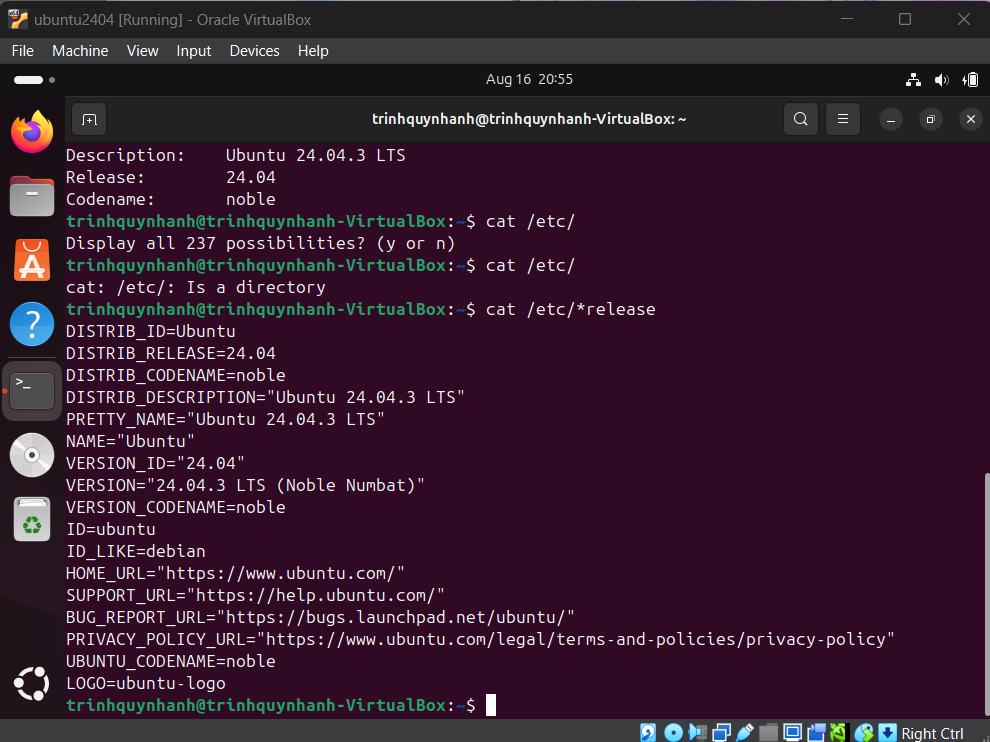 ubuntu2404 [Running] - Oracle VirtualBox
File Machine View Input Devices Help
Aug 16 20:55
trinhquynhanh@trinhquynhanh-VirtualBox: ~
Description: Ubuntu 24.04.3 LTS
Release: 24.04
Codename: noble
trinhquynhanh@trinhquynhanh-VirtualBox:~$ cat /etc/
Display all 237 possibilities? (y or n)
trinhquynhanh@trinhquynhanh-VirtualBox:~$ cat /etc/
cat: /etc/: Is a directory
trinhquynhanh@trinhquynhanh-VirtualBox:~$ cat /etc/*release
DISTRIB_ID=Ubuntu
DISTRIB_RELEASE=24.04
DISTRIB_CODENAME=noble
DISTRIB_DESCRIPTION="Ubuntu 24.04.3 LTS"
PRETTY_NAME="Ubuntu 24.04.3 LTS"
NAME="Ubuntu"
VERSION_ID="24.04"
VERSION="24.04.3 LTS (Noble Numbat)"
VERSION_CODENAME=noble
ID=ubuntu
ID_LIKE=debian
HOME_URL="https://www.ubuntu.com/"
SUPPORT_URL="https://help.ubuntu.com/"
BUG_REPORT_URL="https://bugs.launchpad.net/ubuntu/"
PRIVACY_POLICY_URL="https://www.ubuntu.com/legal/terms-and-policies/privacy-policy"
UBUNTU_CODENAME=noble
LOGO=ubuntu-logo
trinhquynhanh@trinhquynhanh-VirtualBox:~$
Right Ctrl